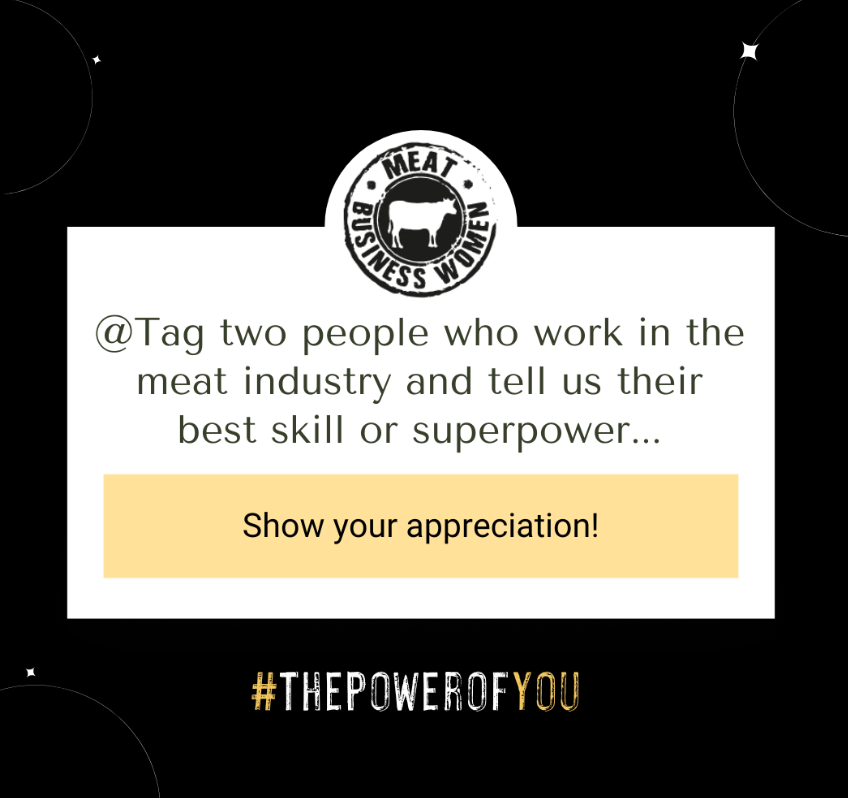 MEAT
BUSINESS WOMEN
@Tag two people who work in the
meat industry and tell us their
best skill or superpower...
Show your appreciation!
#THEPOWEROFYOU